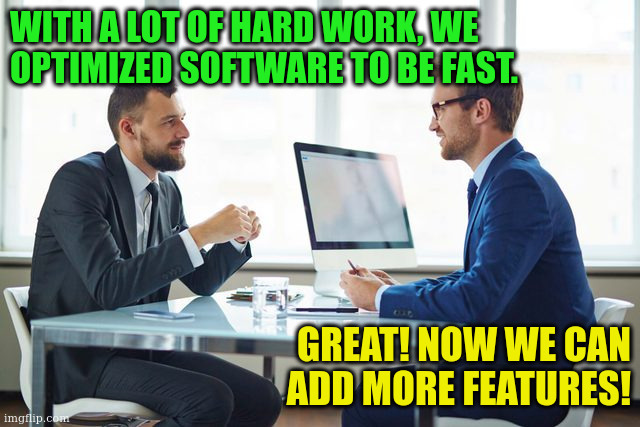 WITH A LOT OF HARD WORK, WE
OPTIMIZED SOFTWARE TO BE FAST.
GREAT! NOW WE CAN
ADD MORE FEATURES!
imgflip.com